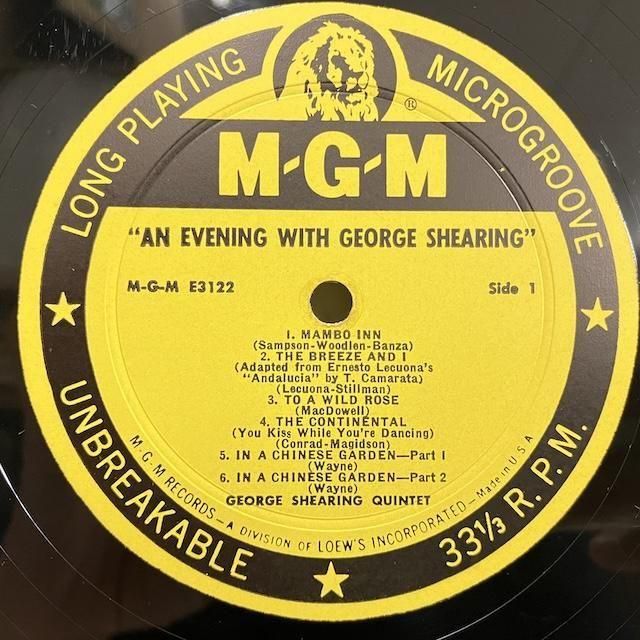 LONG PLAYING
MICROGROOVE
®
M-G-M
"AN EVENING WITH GEORGE SHEARING"
M-G-M E3122
Side 1
1. MAMBO INN
(Sampson-Woodlen-Banza)
2. THE BREEZE AND I
(Adapted from Ernesto Lecuona's
"Andalucia" by T. Camarata)
(Lecuona-Stillman)
3. TO A WILD ROSE
(MacDowell)
4. THE CONTINENTAL
(You Kiss While You're Dancing)
(Conrad-Magidson)
5. IN A CHINESE GARDEN—Part 1
(Wayne)
6. IN A CHINESE GARDEN—Part 2
(Wayne)
GEORGE SHEARING QUINTET
M-G-M RECORDS—A DIVISION OF LOEW'S INCORPORATED—Made in U.S.A
UNBREAKABLE
33⅓ R.P.M.